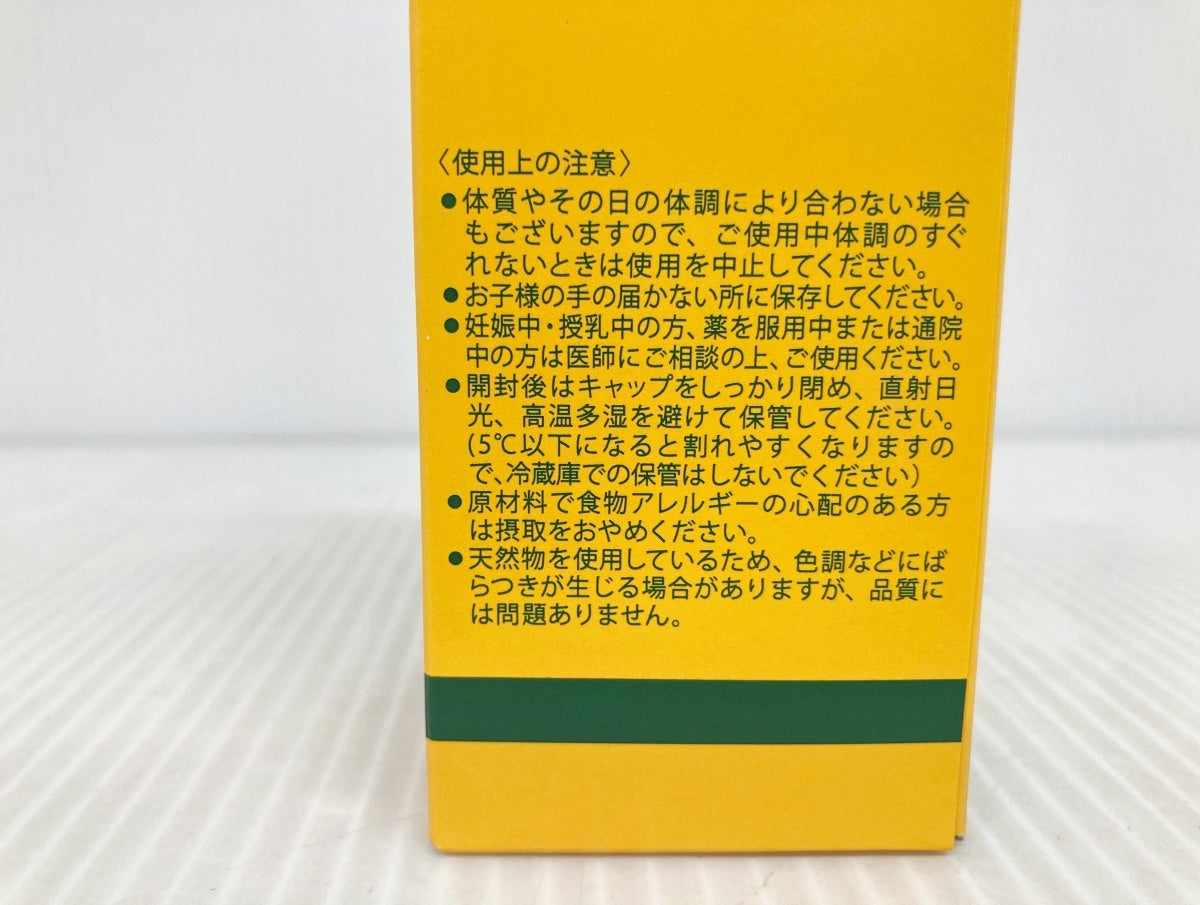 〈使用上の注意〉
●体質やその日の体調により合わない場合
もございますので、ご使用中体調のすぐ
れないときは使用を中止してください。
●お子様の手の届かない所に保存してください。
●妊娠中・授乳中の方、薬を服用中または通院
中の方は医師にご相談の上、ご使用ください。
●開封後はキャップをしっかり閉め、直射日
光、高温多湿を避けて保管してください。
(5℃以下になると割れやすくなりますの
で、冷蔵庫での保管はしないでください)
●原材料で食物アレルギーの心配のある方
は摂取をおやめください。
●天然物を使用しているため、色調などにば
らつきが生じる場合がありますが、品質に
は問題ありません。